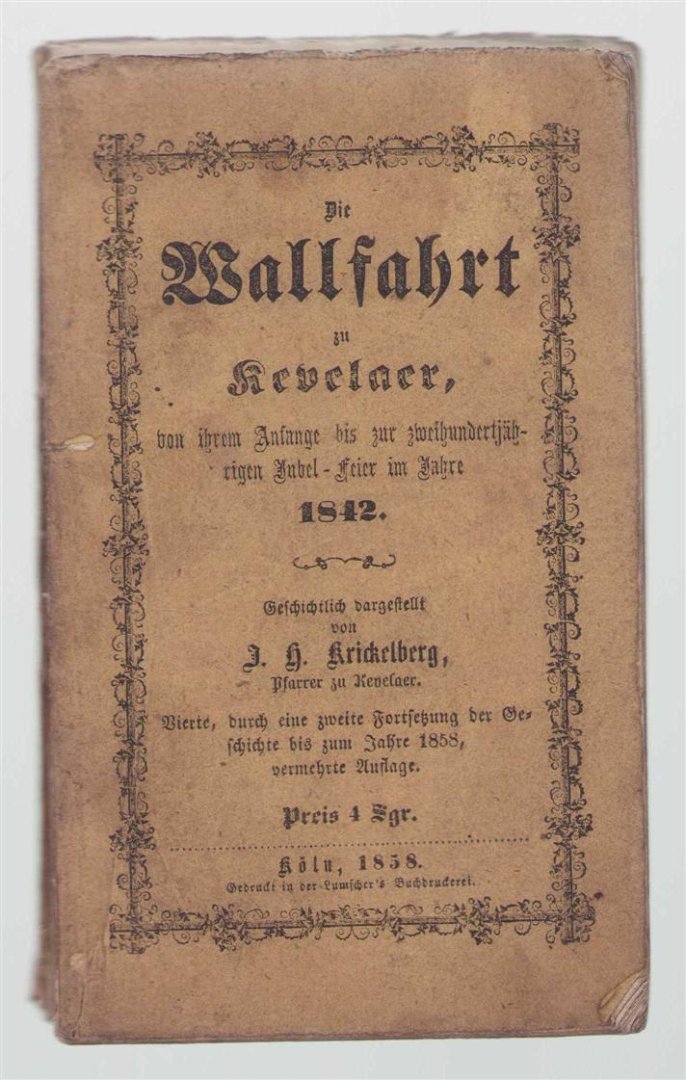 Die
Wallfahrt
zu
Kevelaer,
von ihrem Anfange bis zur zweihundertjäh-
rigen Jubel-Feier im Jahre
1842.
Geschichtlich dargestellt
von
J. H. Krickelberg,
Pfarrer zu Kevelaer.
Vierte, durch eine zweite Fortsetzung der Ge-
schichte bis zum Jahre 1858,
vermehrte Auflage.
Preis 4 Sgr.
Köln, 1858.
Gedruckt in der Lumscher's Buchdruckerei.